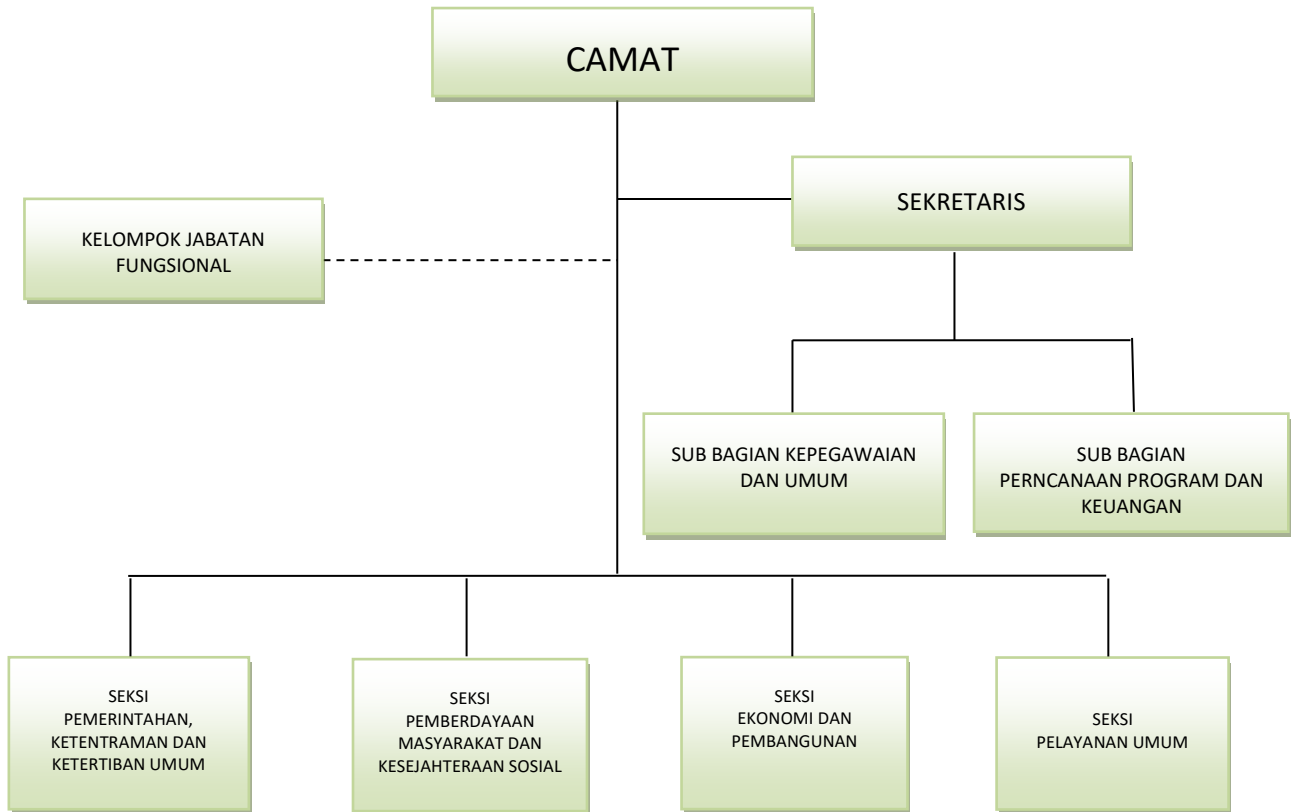 CAMAT
SEKRETARIS
KELOMPOK JABATAN
FUNGSIONAL
SUB BAGIAN KEPEGAWAIAN
DAN UMUM
SUB BAGIAN
PERNCANAAN PROGRAM DAN
KEUANGAN
SEKSI
PEMERINTAHAN,
KETENTRAMAN DAN
KETERTIBAN UMUM
SEKSI
PEMBERDAYAAN
MASYARAKAT DAN
KESEJAHTERAAN SOSIAL
SEKSI
EKONOMI DAN
PEMBANGUNAN
SEKSI
PELAYANAN UMUM